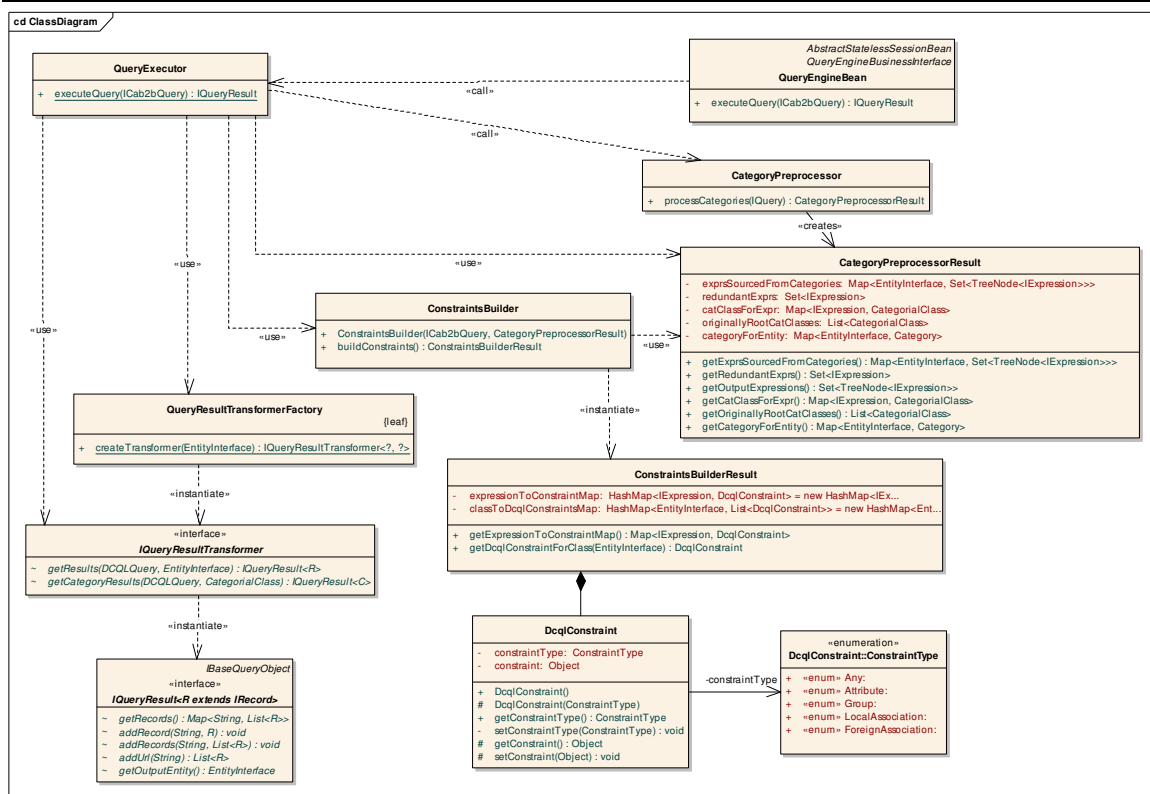 cd ClassDiagram
QueryExecutor
+ executeQuery(ICab2bQuery) : IQueryResult
AbstractStatelessSessionBean
QueryEngineBusinessInterface
QueryEngineBean
+ executeQuery(ICab2bQuery) : IQueryResult
«call»
«call»
CategoryPreprocessor
+ processCategories(IQuery) : CategoryPreprocessorResult
«creates»
«use»
«use»
«use»
«use»
«use»
CategoryPreprocessorResult
- exprsSourcedFromCategories: Map<EntityInterface, Set<TreeNode<IExpression>>>
- redundantExprs: Set<IExpression>
- catClassForExpr: Map<IExpression, CategorialClass>
- originallyRootCatClasses: List<CategorialClass>
- categoryForEntity: Map<EntityInterface, Category>
+ getExprsSourcedFromCategories() : Map<EntityInterface, Set<TreeNode<IExpression>>>
+ getRedundantExprs() : Set<IExpression>
+ getOutputExpressions() : Set<TreeNode<IExpression>>
+ getCatClassForExpr() : Map<IExpression, CategorialClass>
+ getOriginallyRootCatClasses() : List<CategorialClass>
+ getCategoryForEntity() : Map<EntityInterface, Category>
ConstraintsBuilder
+ ConstraintsBuilder(ICab2bQuery, CategoryPreprocessorResult)
+ buildConstraints() : ConstraintsBuilderResult
«instantiate»
QueryResultTransformerFactory
{leaf}
+ createTransformer(EntityInterface) : IQueryResultTransformer<?, ?>
«instantiate»
ConstraintsBuilderResult
- expressionToConstraintMap: HashMap<IExpression, DcqlConstraint> = new HashMap<IEx...
- classToDcqlConstraintsMap: HashMap<EntityInterface, List<DcqlConstraint>> = new HashMap<Ent...
+ getExpressionToConstraintMap() : Map<IExpression, DcqlConstraint>
+ getDcqlConstraintForClass(EntityInterface) : DcqlConstraint
«interface»
IQueryResultTransformer
~ getResults(DCQLQuery, EntityInterface) : IQueryResult<R>
~ getCategoryResults(DCQLQuery, CategorialClass) : IQueryResult<C>
«instantiate»
IBaseQueryObject
«interface»
IQueryResult<R extends IRecord>
~ getRecords() : Map<String, List<R>>
~ addRecord(String, R) : void
~ addRecords(String, List<R>) : void
~ addUrl(String) : List<R>
~ getOutputEntity() : EntityInterface
DcqlConstraint
- constraintType: ConstraintType
- constraint: Object
+ DcqlConstraint()
# DcqlConstraint(ConstraintType)
+ getConstraintType() : ConstraintType
- setConstraintType(ConstraintType) : void
# getConstraint() : Object
# setConstraint(Object) : void
-constraintType
«enumeration»
DcqlConstraint::ConstraintType
+ «enum» Any:
+ «enum» Attribute:
+ «enum» Group:
+ «enum» LocalAssociation:
+ «enum» ForeignAssociation: